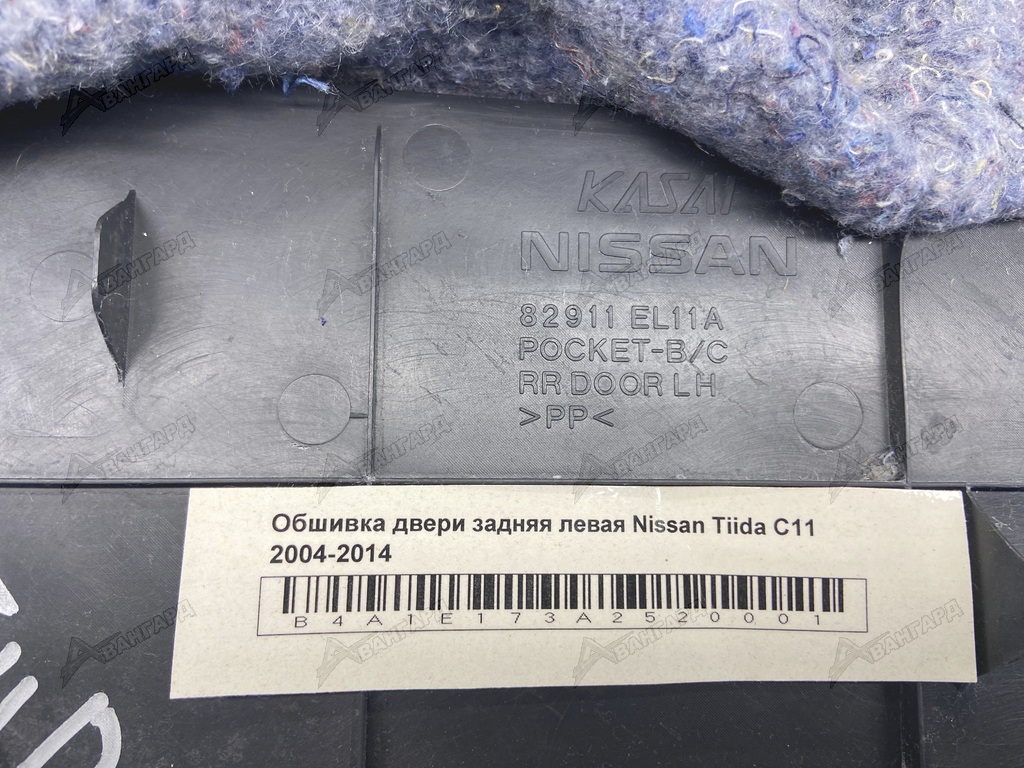 KASAI
NISSAN
82911 EL11A
POCKET-B/C
RR DOOR LH
>PP<
Обшивка двери задняя левая Nissan Tiida C11
2004-2014
B4A1E173A2520001
АВАНГАРД